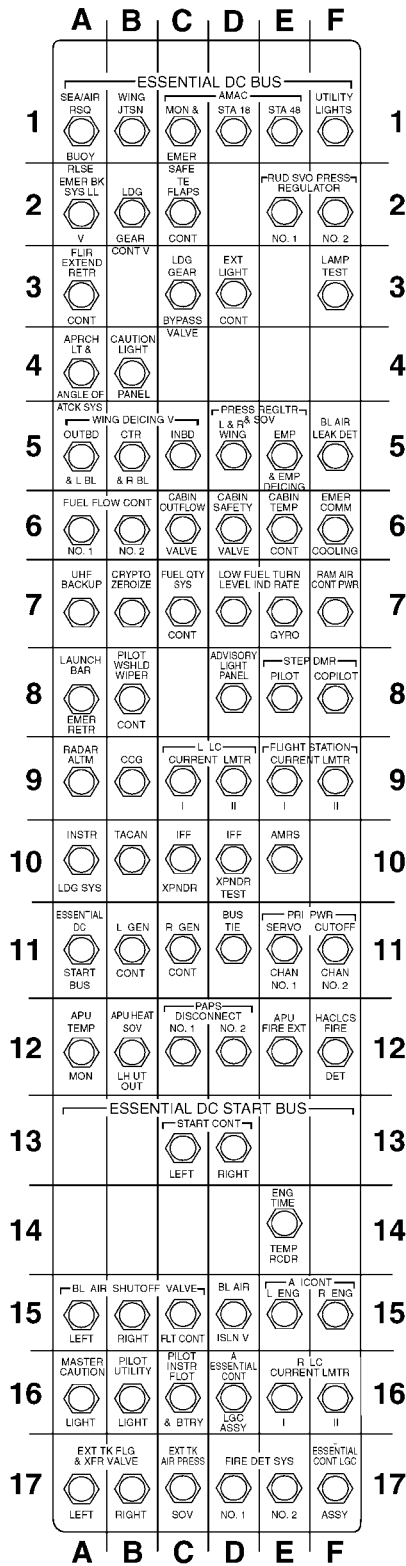 A B C D E F
ESSENTIAL DC BUS
SEA/AIR WING AMAC UTILITY
RSQ JTSN MON & STA 18 STA 48 LIGHTS
1 1
BUOY EMER
RLSE SAFE
EMER BK TE RUD SVO PRESS
SYS LL LDG FLAPS REGULATOR
2 2
V GEAR CONT NO. 1 NO. 2
FLIR CONT V
EXTEND LDG EXT LAMP
RETR GEAR LIGHT TEST
3 3
CONT BYPASS CONT
VALVE
APRCH CAUTION
LT & LIGHT
4 4
ANGLE OF PANEL
ATCK SYS
WING DEICING V PRESS REGLTR
& SOV
L & R BL AIR
OUTBD CTR INBD WING EMP LEAK DET
5 5
& L BL & R BL & EMP
DEICING
FUEL FLOW CONT CABIN CABIN CABIN EMER
OUTFLOW SAFETY TEMP COMM
6 6
NO. 1 NO. 2 VALVE VALVE CONT COOLING
UHF CRYPTO FUEL QTY LOW FUEL TURN RAM AIR
BACKUP ZEROIZE SYS LEVEL IND RATE CONT PWR
7 7
CONT GYRO
LAUNCH PILOT ADVISORY STEP DMR
BAR WSHLD LIGHT
WIPER PANEL PILOT COPILOT
8 8
EMER CONT
RETR
RADAR L LC FLIGHT STATION
ALTM CCG CURRENT LMTR CURRENT LMTR
9 9
I II I II
INSTR TACAN IFF IFF AMRS
10 10
LDG SYS XPNDR XPNDR
TEST
ESSENTIAL BUS PRI PWR
DC L GEN R GEN TIE SERVO CUTOFF
11 11
START CONT CONT CHAN CHAN
BUS NO. 1 NO. 2
APU APU HEAT PAPS APU HACLCS
TEMP SOV DISCONNECT FIRE EXT FIRE
NO. 1 NO. 2
12 12
MON LH UT DET
OUT
ESSENTIAL DC START BUS
START CONT
13 13
LEFT RIGHT
ENG
TIME
14 14
TEMP
RCDR
BL AIR SHUTOFF VALVE BL AIR A ICONT
L ENG R ENG
15 15
LEFT RIGHT FLT CONT ISLN V
MASTER PILOT PILOT A R LC
CAUTION UTILITY INSTR ESSENTIAL CURRENT LMTR
FLOT CONT
16 16
LIGHT LIGHT & BTRY LGC I II
ASSY
EXT TK FLG EXT TK FIRE DET SYS ESSENTIAL
& XFR VALVE AIR PRESS CONT LGC
17 17
LEFT RIGHT SOV NO. 1 NO. 2 ASSY
A B C D E F